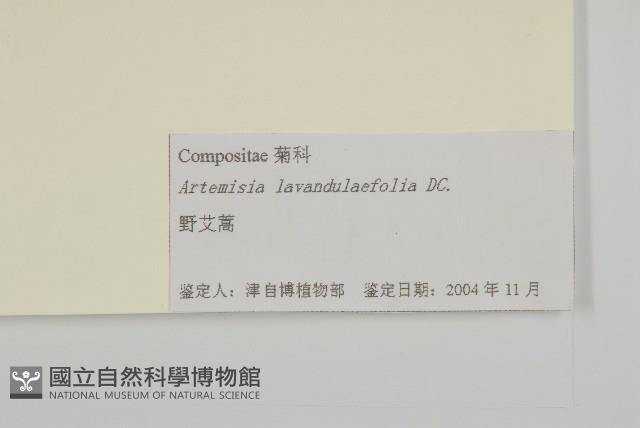 Compositae 菊科
Artemisia lavandulaefolia DC.
野艾蒿
鉴定人：津自博植物部 鉴定日期：2004 年 11 月
國立自然科學博物館
NATIONAL MUSEUM OF NATURAL SCIENCE